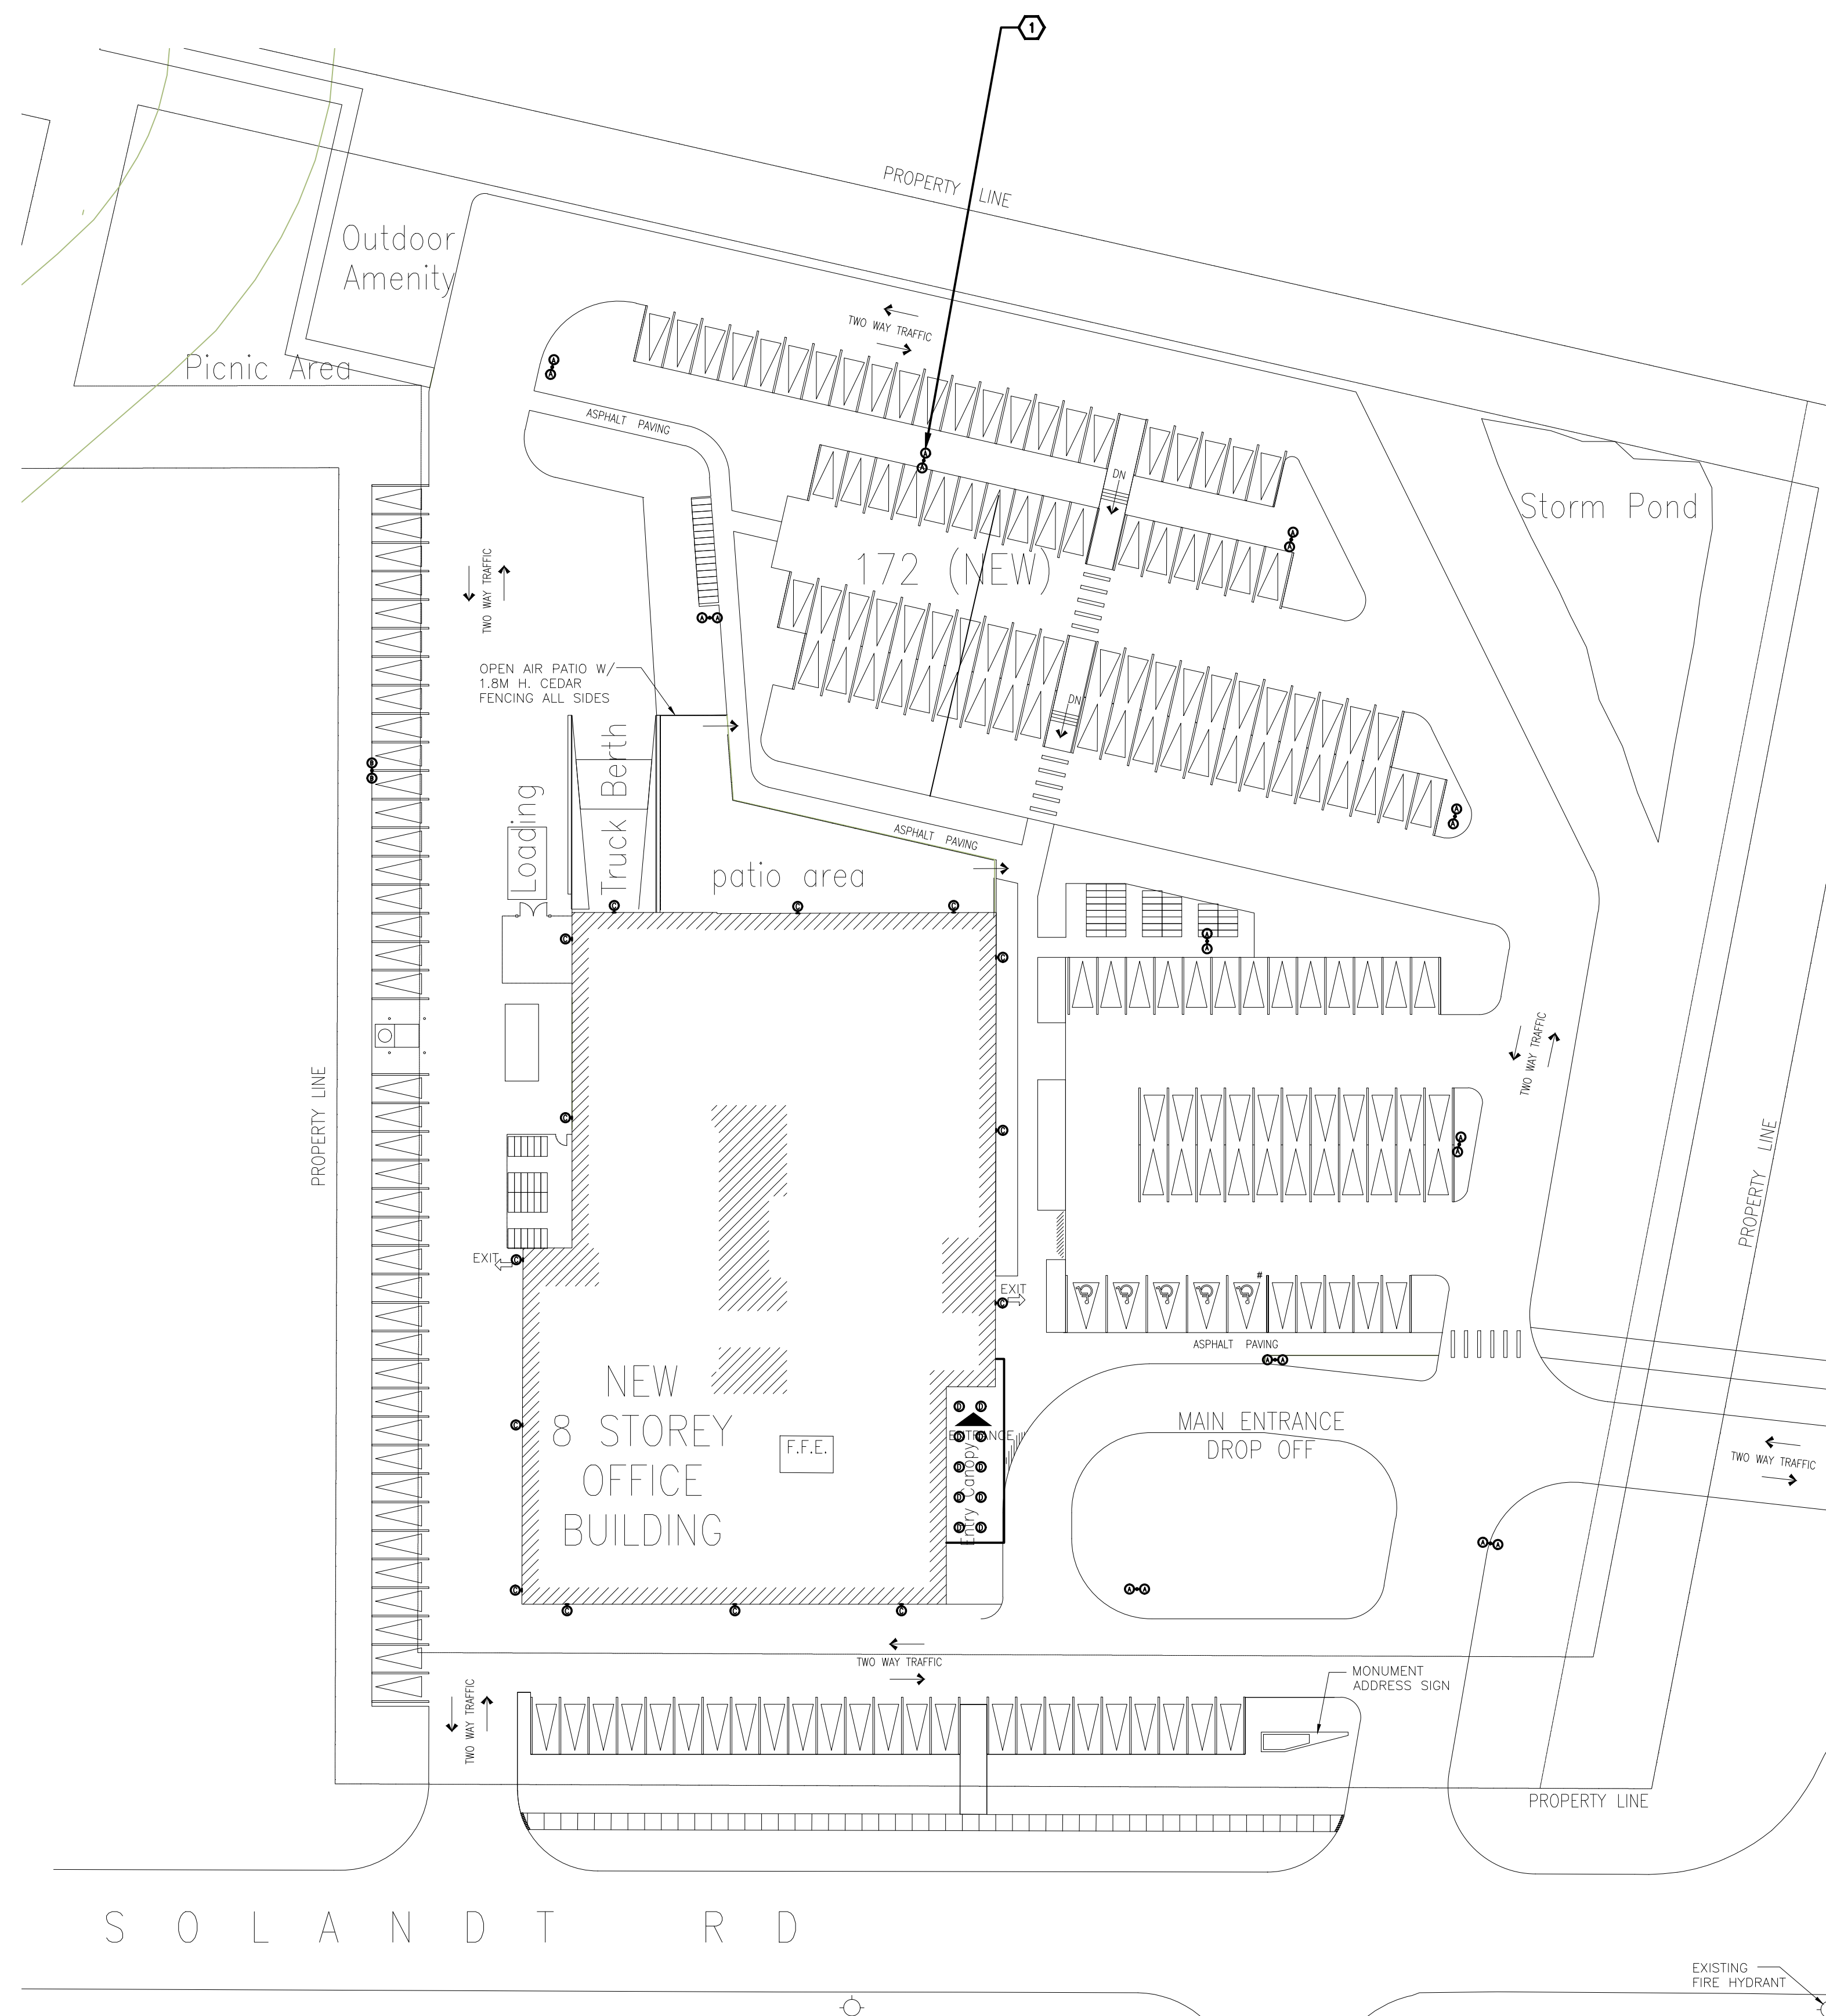 1
PROPERTY LINE
Outdoor
Amenity
TWO WAY TRAFFIC
Picnic Area
A
A
ASPHALT PAVING
A
A
DN
Storm Pond
A
A
172 (NEW)
TWO WAY TRAFFIC
A A
OPEN AIR PATIO W/
1.8M H. CEDAR
FENCING ALL SIDES
DN
B
B
Truck Berth
Loading
A
A
ASPHALT PAVING
patio area
C C C
C
A
A
C
TWO WAY TRAFFIC
PROPERTY LINE
C
C
A
A
PROPERTY LINE
EXIT
C
#
EXIT
C
ASPHALT PAVING
A A
NEW
8 STOREY
OFFICE
BUILDING
F.F.E.
D D
ENTRANCE
D D
Entry Canopy
D D
D D
D D
MAIN ENTRANCE
DROP OFF
C
TWO WAY TRAFFIC
A A
A A
C
C C C
TWO WAY TRAFFIC
MONUMENT
ADDRESS SIGN
TWO WAY TRAFFIC
PROPERTY LINE
SOLANDT RD
EXISTING
FIRE HYDRANT